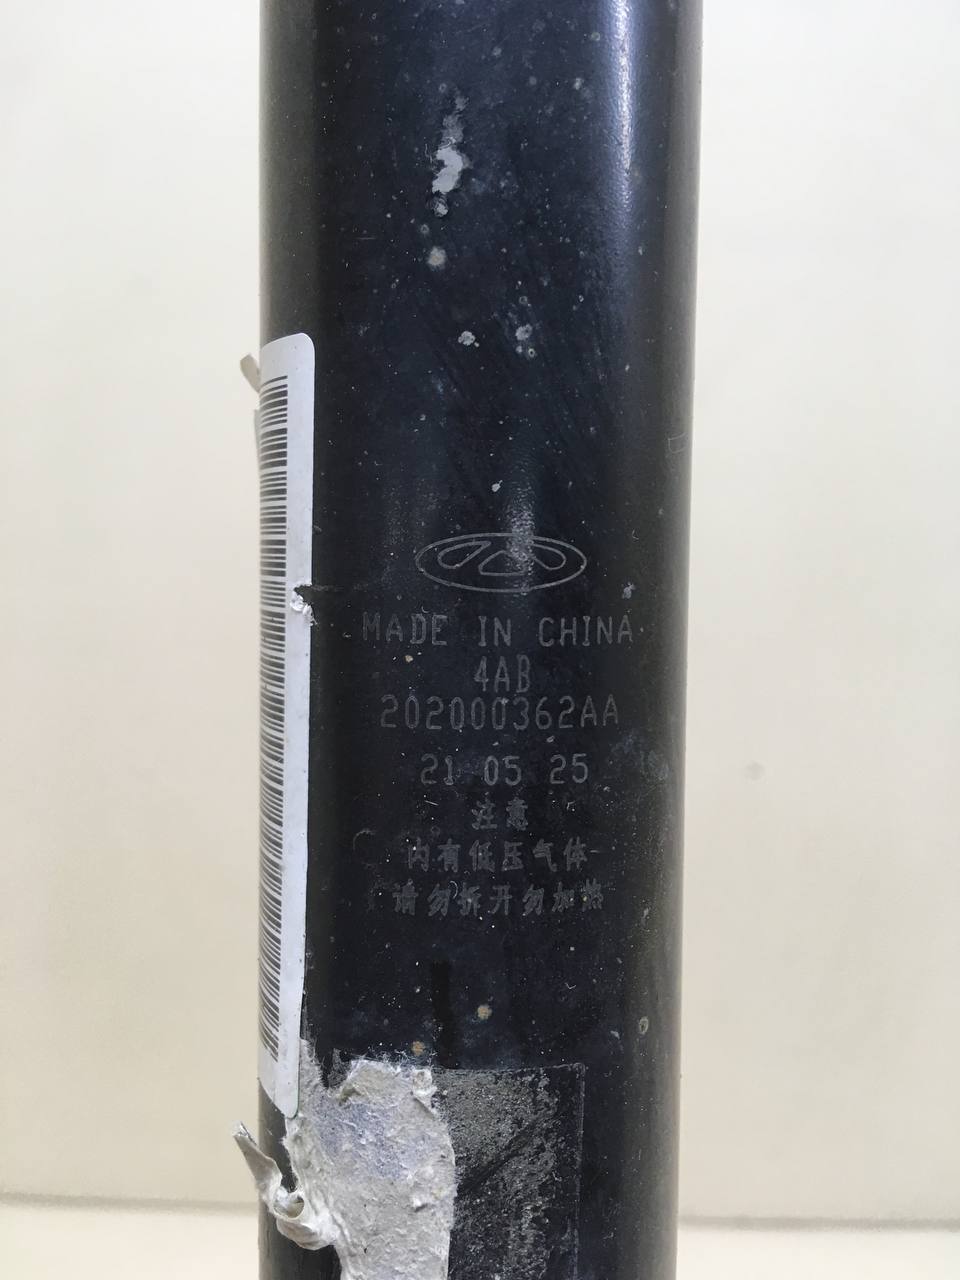 MADE IN CHINA
4AB
202000362AA
21 05 25
注意
内有低压气体
请勿拆开勿加热